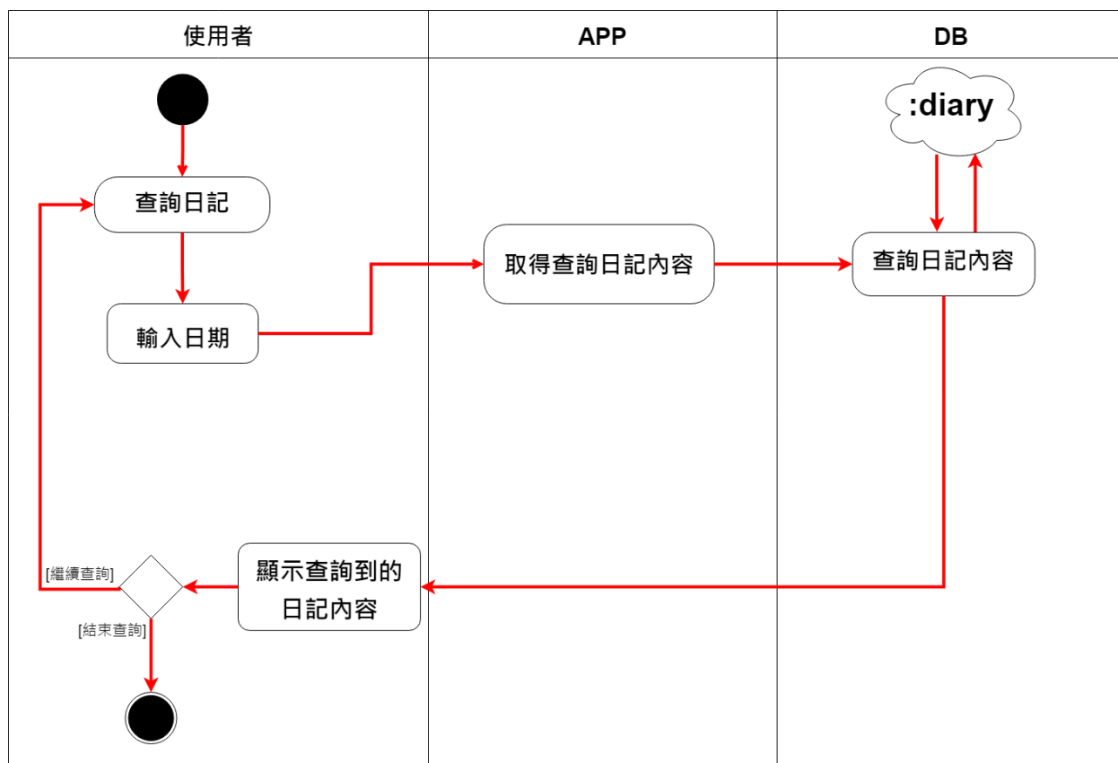 使用者
APP
DB
:diary
查詢日記
取得查詢日記內容
查詢日記內容
輸入日期
[繼續查詢]
顯示查詢到的
日記內容
[結束查詢]